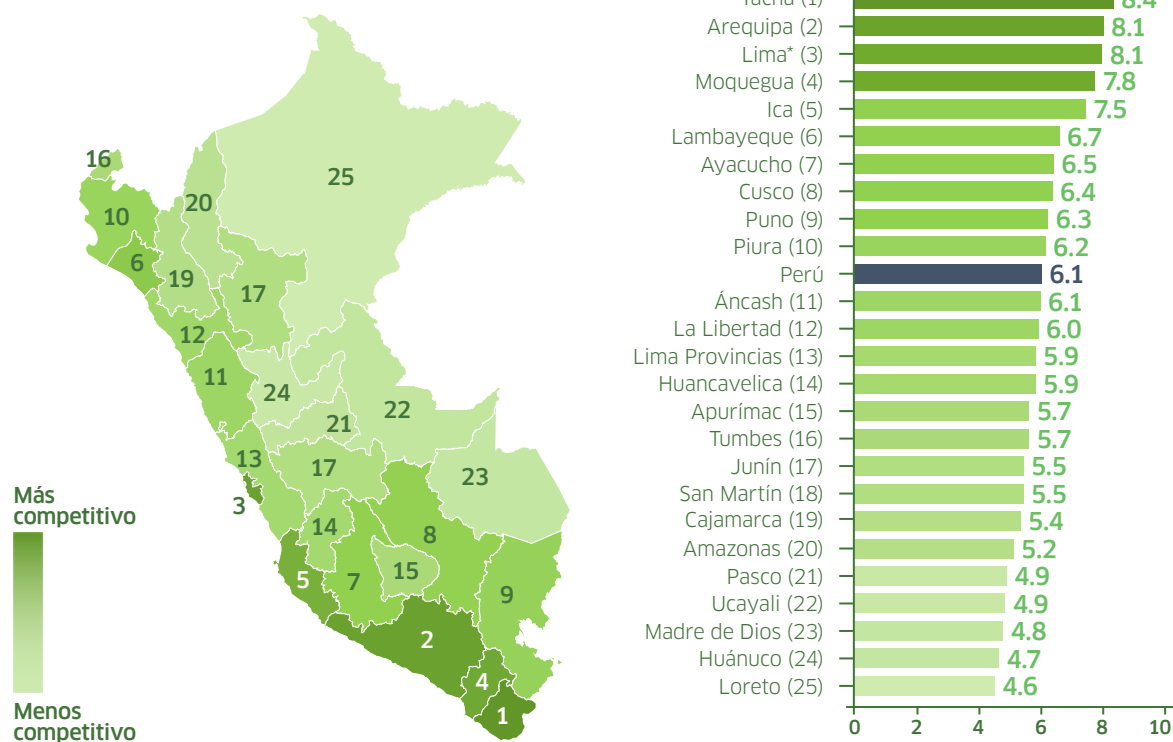 16
10
6
20
19
25
17
12
11
24
21
22
13
3
17
23
14
5
7
15
8
9
2
4
1
Más
competitivo
Menos
competitivo
Tacna (1) 8.4
Arequipa (2) 8.1
Lima* (3) 8.1
Moquegua (4) 7.8
Ica (5) 7.5
Lambayeque (6) 6.7
Ayacucho (7) 6.5
Cusco (8) 6.4
Puno (9) 6.3
Piura (10) 6.2
Perú 6.1
Áncash (11) 6.1
La Libertad (12) 6.0
Lima Provincias (13) 5.9
Huancavelica (14) 5.9
Apurímac (15) 5.7
Tumbes (16) 5.7
Junín (17) 5.5
San Martín (18) 5.5
Cajamarca (19) 5.4
Amazonas (20) 5.2
Pasco (21) 4.9
Ucayali (22) 4.9
Madre de Dios (23) 4.8
Huánuco (24) 4.7
Loreto (25) 4.6
0 2 4 6 8 10